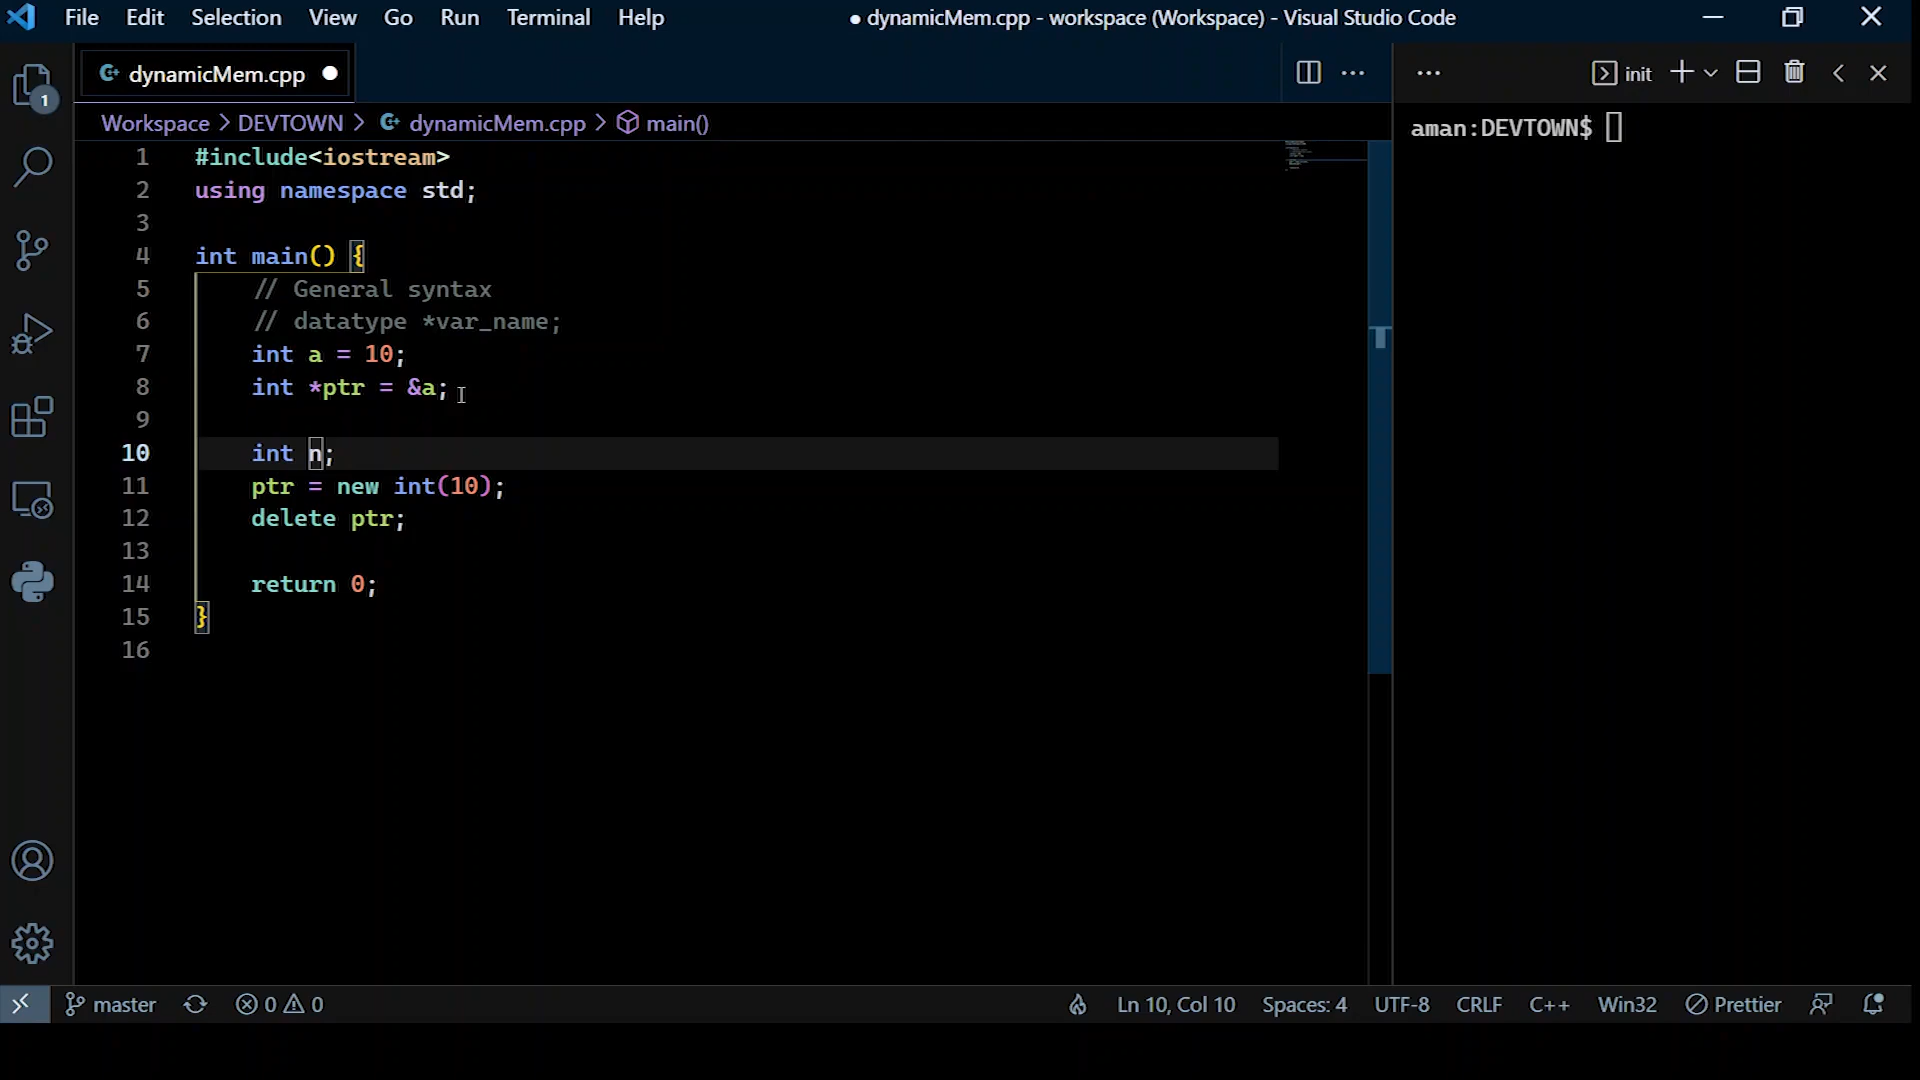 File Edit Selection View Go Run Terminal Help ● dynamicMem.cpp - workspace (Workspace) - Visual Studio Code
dynamicMem.cpp
init
1
Workspace > DEVTOWN > dynamicMem.cpp > main()
aman:DEVTOWN$
1 #include<iostream>
2 using namespace std;
3
4 int main() {
5 // General syntax
6 // datatype *var_name;
7 int a = 10;
8 int *ptr = &a;
9
10 int n;
11 ptr = new int(10);
12 delete ptr;
13
14 return 0;
15 }
16
master 0 0 Ln 10, Col 10 Spaces: 4 UTF-8 CRLF C++ Win32 Prettier